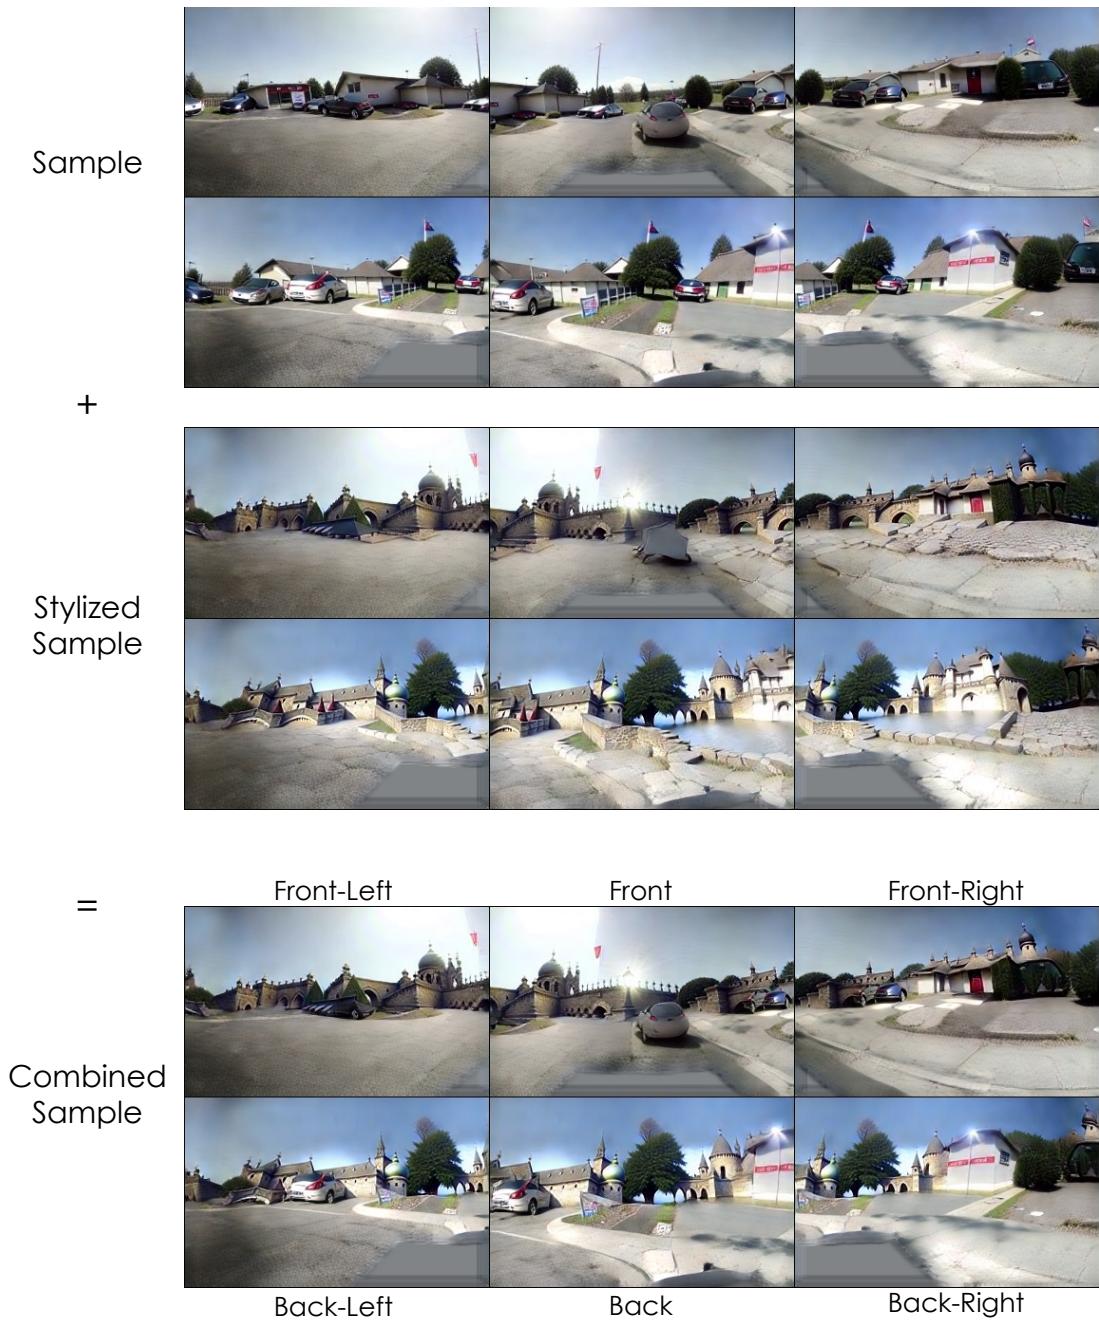 Sample
+
Stylized
Sample
=
Front-Left
Front
Front-Right
Combined
Sample
Back-Left
Back
Back-Right